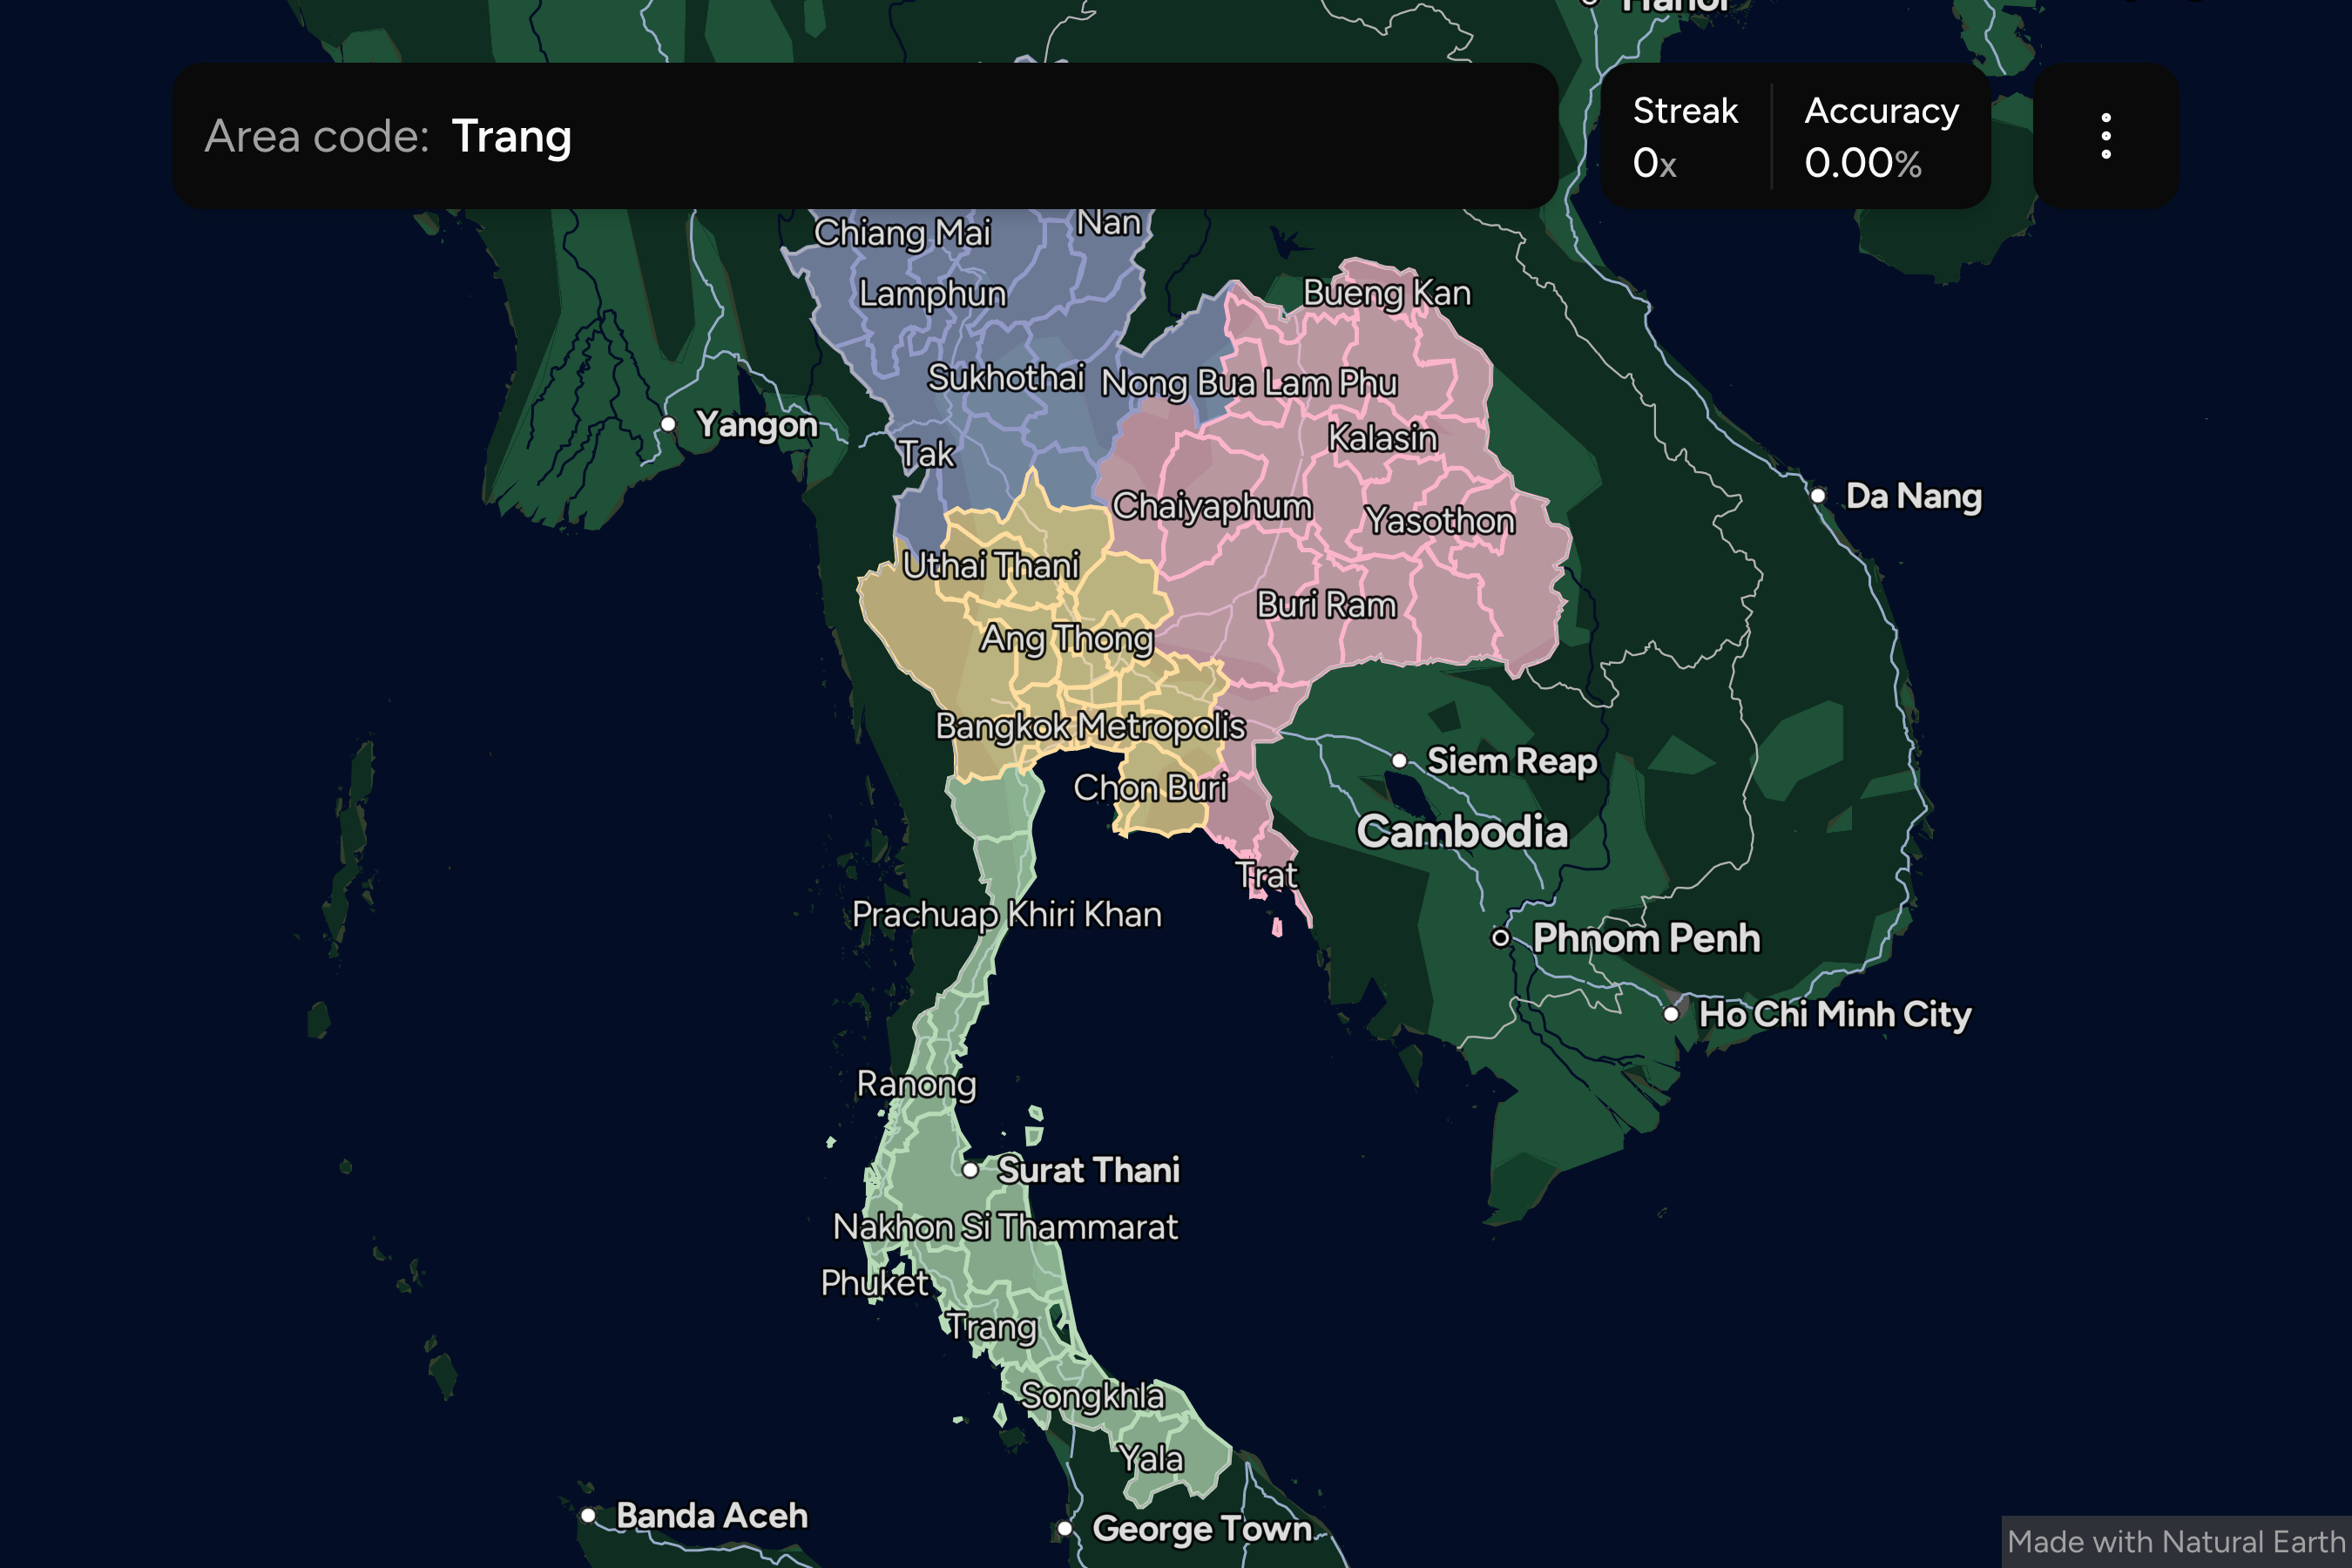 Hanoi
Area code: Trang
Streak
0x
Accuracy
0.00%
Chiang Mai
Nan
Lamphun
Bueng Kan
Sukhothai
Nong Bua Lam Phu
Yangon
Kalasin
Tak
Da Nang
Chaiyaphum
Yasothon
Uthai Thani
Buri Ram
Ang Thong
Bangkok Metropolis
Siem Reap
Chon Buri
Cambodia
Trat
Prachuap Khiri Khan
Phnom Penh
Ho Chi Minh City
Ranong
Surat Thani
Nakhon Si Thammarat
Phuket
Trang
Songkhla
Yala
Banda Aceh
George Town
Made with Natural Earth